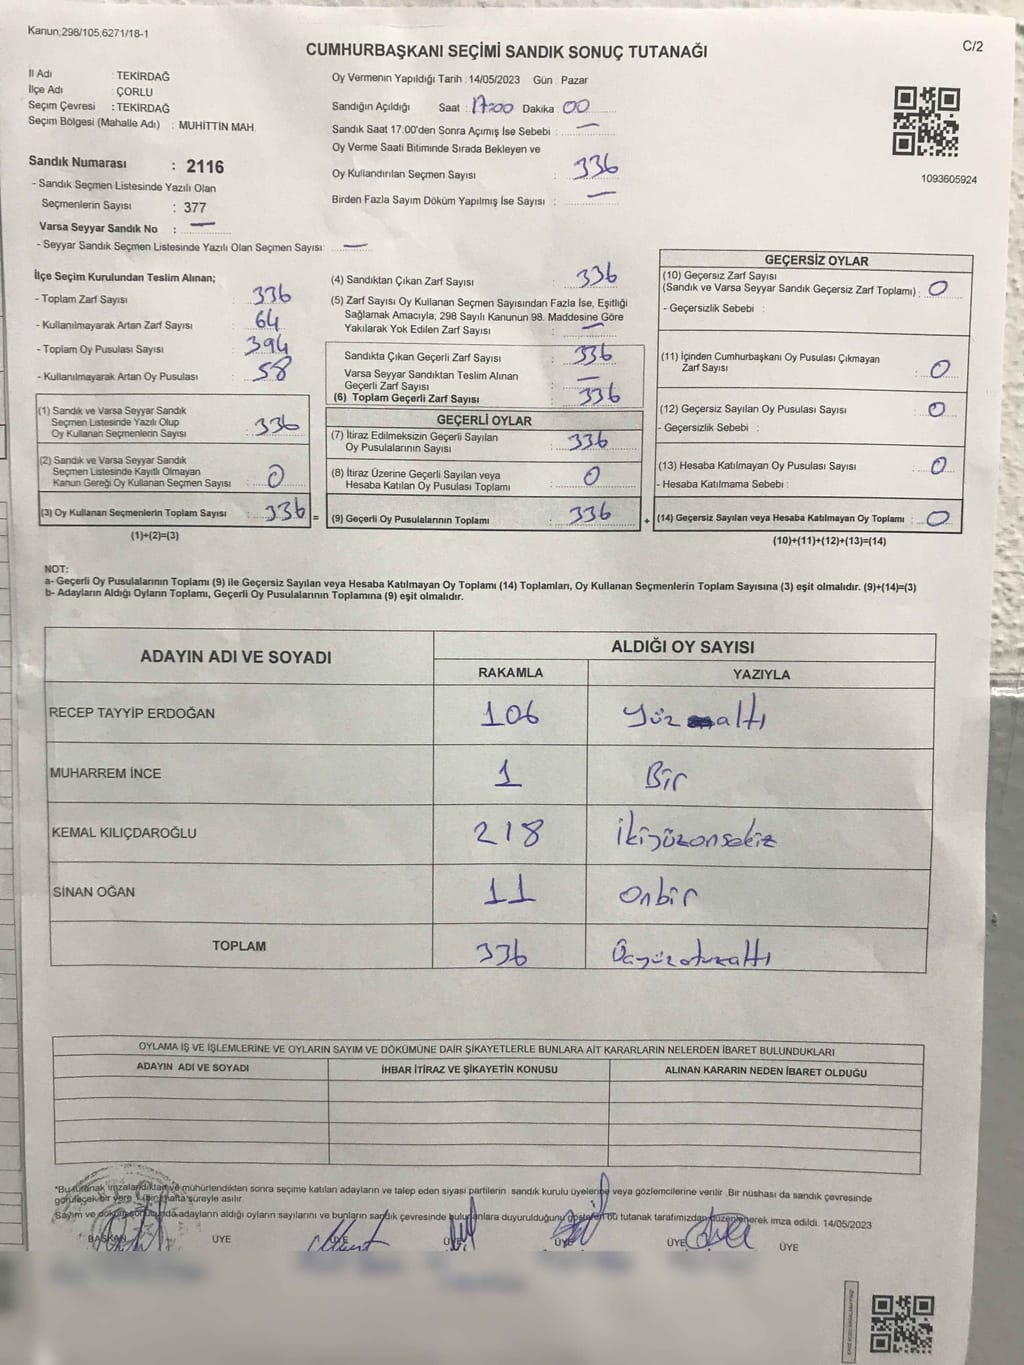 Kanun,298/105,6271/18-1
C/2
CUMHURBAŞKANI SEÇİMİ SANDIK SONUÇ TUTANAĞI
İl Adı : TEKİRDAĞ
İlçe Adı : ÇORLU
Seçim Çevresi : TEKİRDAĞ
Seçim Bölgesi (Mahalle Adı) : MUHİTTİN MAH.
Sandık Numarası : 2116
- Sandık Seçmen Listesinde Yazılı Olan
Seçmenlerin Sayısı : 377
Varsa Seyyar Sandık No : —
- Seyyar Sandık Seçmen Listesinde Yazılı Olan Seçmen Sayısı: —
Oy Vermenin Yapıldığı Tarih :14/05/2023 Gün : Pazar
Sandığın Açıldığı Saat : 17:00 Dakika : 00
Sandık Saat 17:00'den Sonra Açımış İse Sebebi : —
Oy Verme Saati Bitiminde Sırada Bekleyen ve
Oy Kullandırılan Seçmen Sayısı : 336
Birden Fazla Sayım Döküm Yapılmış İse Sayısı : —
1093605924
İlçe Seçim Kurulundan Teslim Alınan;
- Toplam Zarf Sayısı : 336
- Kullanılmayarak Artan Zarf Sayısı : 64
- Toplam Oy Pusulası Sayısı : 394
- Kullanılmayarak Artan Oy Pusulası : 58
(1) Sandık ve Varsa Seyyar Sandık
Seçmen Listesinde Yazılı Olup
Oy Kullanan Seçmenlerin Sayısı : 336
(2) Sandık ve Varsa Seyyar Sandık
Seçmen Listesinde Kayıtlı Olmayan
Kanun Gereği Oy Kullanan Seçmen Sayısı : 0
(3) Oy Kullanan Seçmenlerin Toplam Sayısı : 336 =
(1)+(2)=(3)
(4) Sandıktan Çıkan Zarf Sayısı : 336
(5) Zarf Sayısı Oy Kullanan Seçmen Sayısından Fazla İse, Eşitliği
Sağlamak Amacıyla; 298 Sayılı Kanunun 98. Maddesine Göre
Yakılarak Yok Edilen Zarf Sayısı : —
Sandıkta Çıkan Geçerli Zarf Sayısı : 336
Varsa Seyyar Sandıktan Teslim Alınan
Geçerli Zarf Sayısı : —
(6) Toplam Geçerli Zarf Sayısı : 336
GEÇERLİ OYLAR
(7) İtiraz Edilmeksizin Geçerli Sayılan
Oy Pusulalarının Sayısı : 336
(8) İtiraz Üzerine Geçerli Sayılan veya
Hesaba Katılan Oy Pusulası Toplamı : 0
(9) Geçerli Oy Pusulalarının Toplamı : 336 +
GEÇERSİZ OYLAR
(10) Geçersız Zarf Sayısı
(Sandık ve Varsa Seyyar Sandık Geçersiz Zarf Toplamı) : 0
- Geçersizlik Sebebi :
(11) İçinden Cumhurbaşkanı Oy Pusulası Çıkmayan
Zarf Sayısı : 0
(12) Geçersiz Sayılan Oy Pusulası Sayısı : 0
- Geçersizlik Sebebi :
(13) Hesaba Katılmayan Oy Pusulası Sayısı : 0
- Hesaba Katılmama Sebebi :
(14) Geçersiz Sayılan veya Hesaba Katılmayan Oy Toplamı : 0
(10)+(11)+(12)+(13)=(14)
NOT:
a- Geçerli Oy Pusulalarının Toplamı (9) ile Geçersiz Sayılan veya Hesaba Katılmayan Oy Toplamı (14) Toplamları, Oy Kullanan Seçmenlerin Toplam Sayısına (3) eşit olmalıdır. (9)+(14)=(3)
b- Adayların Aldığı Oyların Toplamı, Geçerli Oy Pusulalarının Toplamına (9) eşit olmalıdır.
ADAYIN ADI VE SOYADI
ALDIĞI OY SAYISI
RAKAMLA YAZIYLA
RECEP TAYYİP ERDOĞAN 106 Yüz altı
MUHARREM İNCE 1 Bir
KEMAL KILIÇDAROĞLU 218 İkiyüzonsekiz
SİNAN OĞAN 11 Onbir
TOPLAM 336 Üçyüzotuzaltı
OYLAMA İŞ VE İŞLEMLERİNE VE OYLARIN SAYIM VE DÖKÜMÜNE DAİR ŞİKAYETLERLE BUNLARA AİT KARARLARIN NELERDEN İBARET BULUNDUKLARI
ADAYIN ADI VE SOYADI İHBAR İTİRAZ VE ŞİKAYETİN KONUSU ALINAN KARARIN NEDEN İBARET OLDUĞU
*Bu tutanak imzalandıktan ve mühürlendikten sonra seçime katılan adayların ve talep eden siyasi partilerin sandık kurulu üyelerine veya gözlemcilerine verilir .Bir nüshası da sandık çevresinde
görülecek bir yere 1 (bir) hafta süreyle asılır.
Sayım ve döküm sonucunda adayların aldığı oyların sayılarını ve bunların sandık çevresinde bulunanlara duyurulduğunu gösteren bu tutanak tarafımızdan düzenlenerek imza edildi. 14/05/2023
BAŞKAN ÜYE ÜYE ÜYE ÜYE ÜYE ÜYE